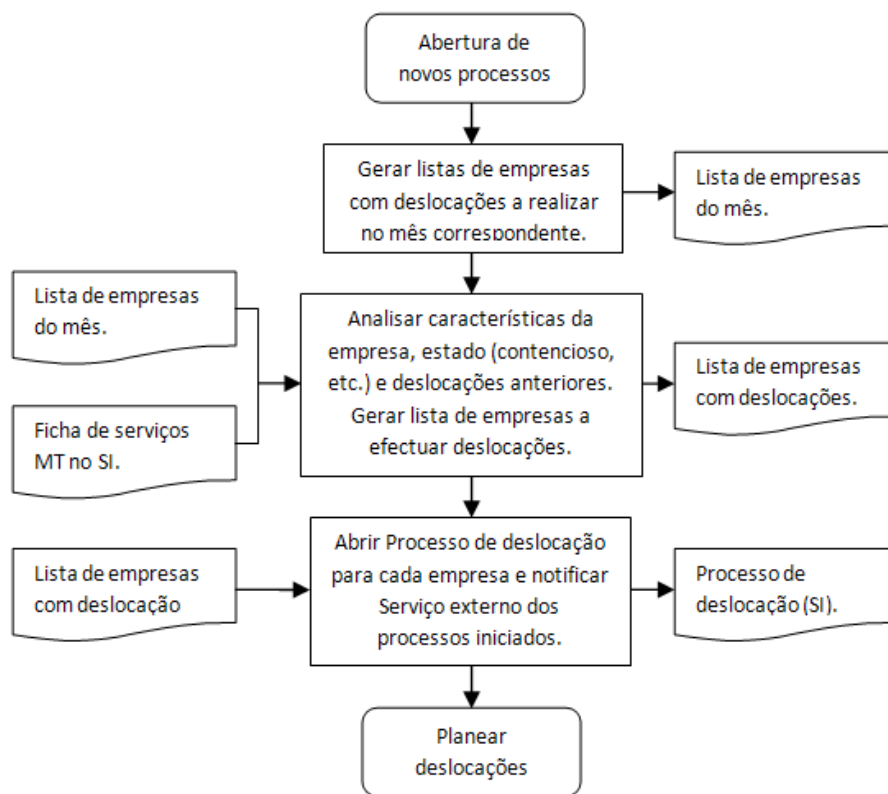 Abertura de
novos processos
Gerar listas de empresas
com deslocações a realizar
no mês correspondente.
Lista de empresas
do mês.
Lista de empresas
do mês.
Ficha de serviços
MT no SI.
Analisar características da
empresa, estado (contencioso,
etc.) e deslocações anteriores.
Gerar lista de empresas a
efectuar deslocações.
Lista de empresas
com deslocações.
Lista de empresas
com deslocação
Abrir Processo de deslocação
para cada empresa e notificar
Serviço externo dos
processos iniciados.
Processo de
deslocação (SI).
Planear
deslocações